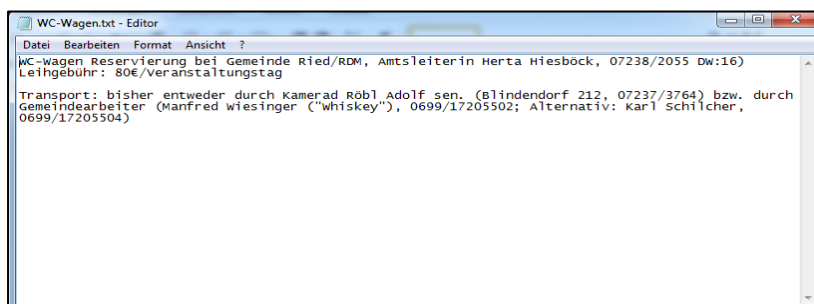 WC-Wagen.txt - Editor
Datei Bearbeiten Format Ansicht ?
WC-Wagen Reservierung bei Gemeinde Ried/RDM, Amtsleiterin Herta Hiesböck, 07238/2055 DW:16)
Leihgebühr: 80€/Veranstaltungstag
Transport: bisher entweder durch Kamerad Röbl Adolf sen. (Blindendorf 212, 07237/3764) bzw. durch
Gemeindearbeiter (Manfred Wiesinger ("Whiskey"), 0699/17205502; Alternativ: Karl Schilcher,
0699/17205504)